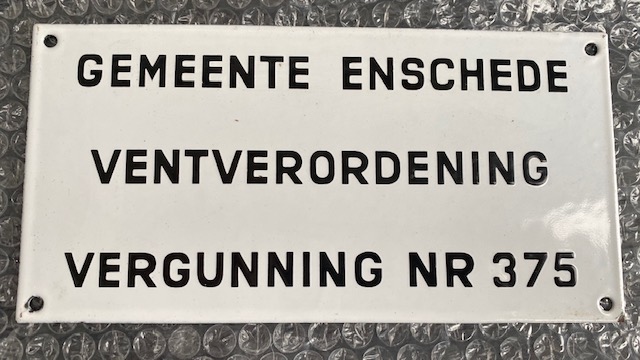 GEMEENTE ENSCHEDE
VENTVERORDENING
VERGUNNING NR 375